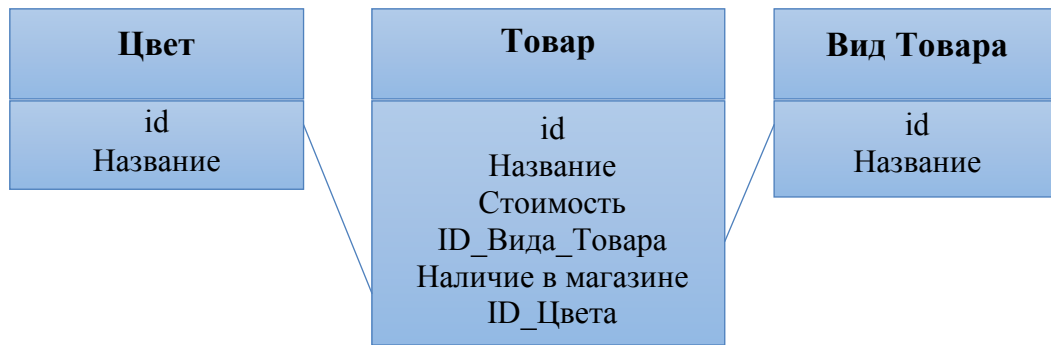 Цвет
id
Название
Товар
id
Название
Стоимость
ID_Вида_Товара
Наличие в магазине
ID_Цвета
Вид Товара
id
Название